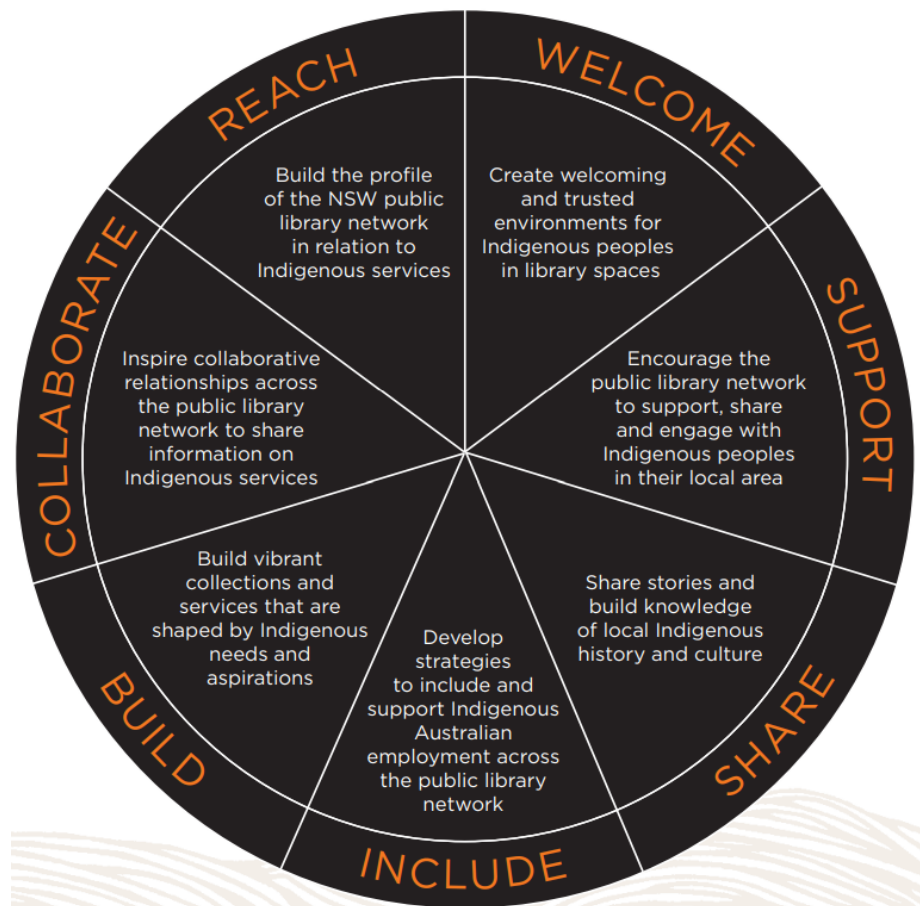 WELCOME
Create welcoming
and trusted
environments for
Indigenous peoples
in library spaces
SUPPORT
Encourage the
public library network
to support, share
and engage with
Indigenous peoples
in their local area
SHARE
Share stories and
build knowledge
of local Indigenous
history and culture
INCLUDE
Develop
strategies
to include and
support Indigenous
Australian
employment across
the public library
network
BUILD
Build vibrant
collections and
services that are
shaped by Indigenous
needs and
aspirations
COLLABORATE
Inspire collaborative
relationships across
the public library
network to share
information on
Indigenous services
REACH
Build the profile
of the NSW public
library network
in relation to
Indigenous services